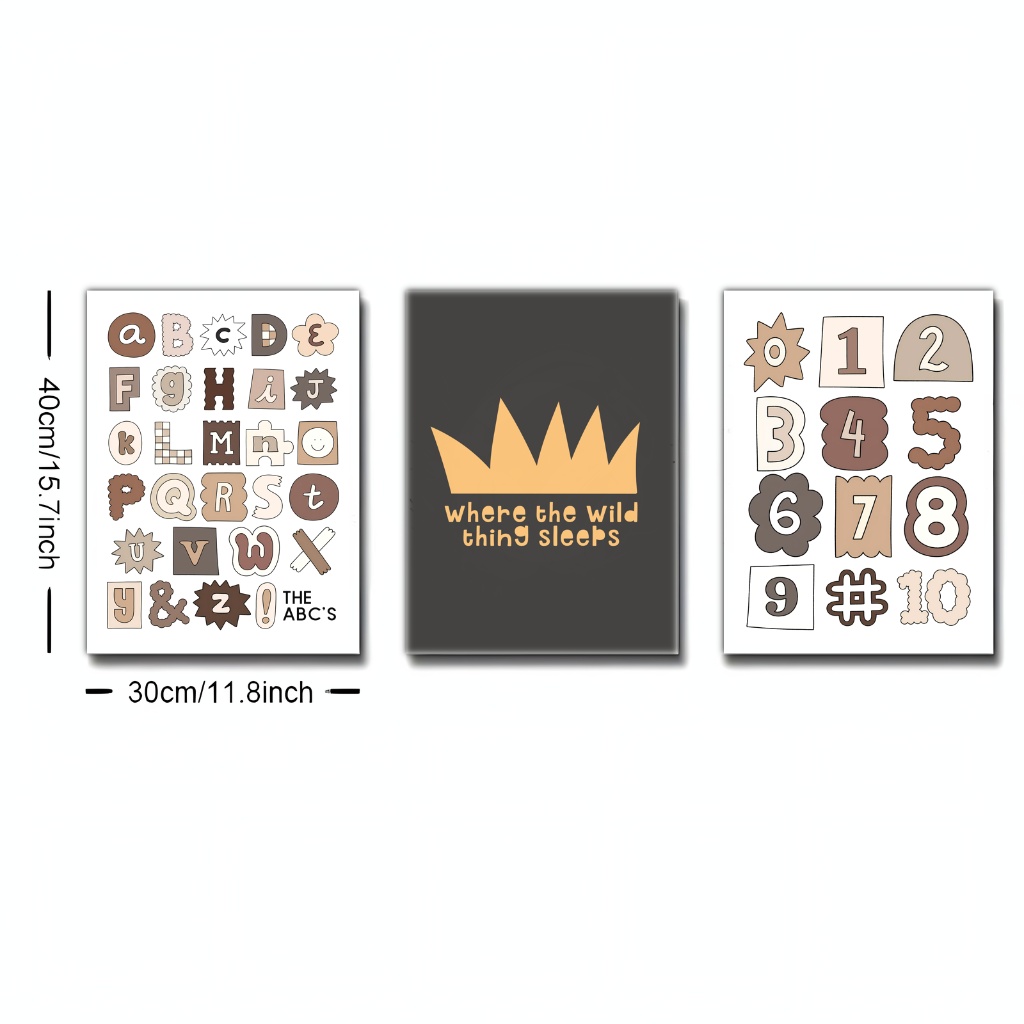 40cm/15.7inch
a B c D E
F g H i J
k L M n
P Q R S t
u v W X
y & z ! THE
ABC'S
30cm/11.8inch
where the wild
thing sleeps
0 1 2
3 4 5
6 7 8
9 # 10